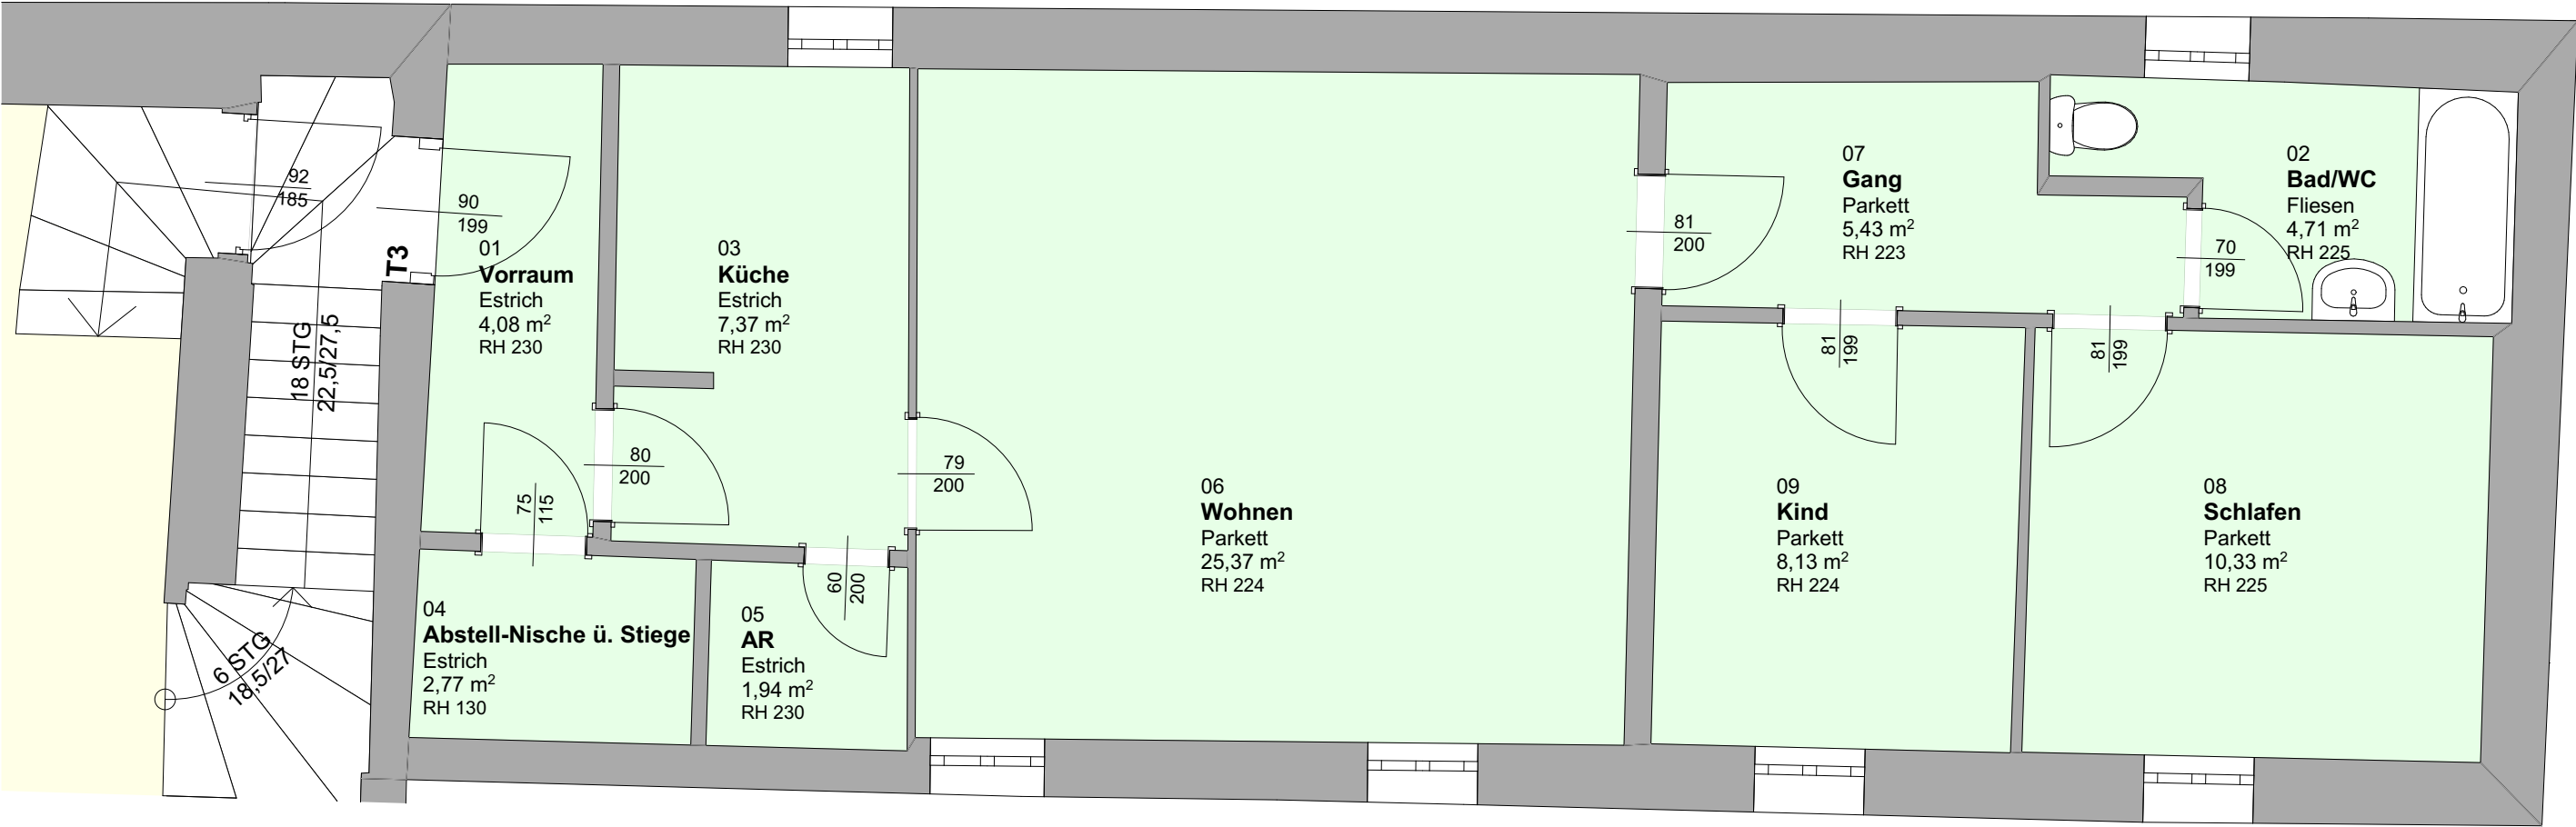 92
185
90
199
T3
18 STG
22,5/27,5
6 STG
18,5/27
01
Vorraum
Estrich
4,08 m²
RH 230
03
Küche
Estrich
7,37 m²
RH 230
75
115
80
200
79
200
60
200
04
Abstell-Nische ü. Stiege
Estrich
2,77 m²
RH 130
05
AR
Estrich
1,94 m²
RH 230
06
Wohnen
Parkett
25,37 m²
RH 224
81
200
07
Gang
Parkett
5,43 m²
RH 223
02
Bad/WC
Fliesen
4,71 m²
RH 225
70
199
81
199
81
199
09
Kind
Parkett
8,13 m²
RH 224
08
Schlafen
Parkett
10,33 m²
RH 225